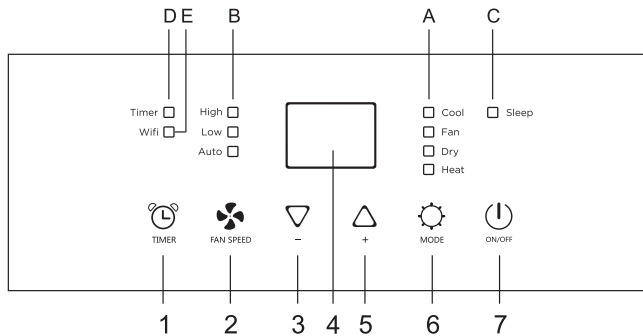 D E B A C
Timer High Cool Sleep
Wifi Low Fan
Auto Dry
Heat
TIMER FAN SPEED − + MODE ON/OFF
1 2 3 4 5 6 7